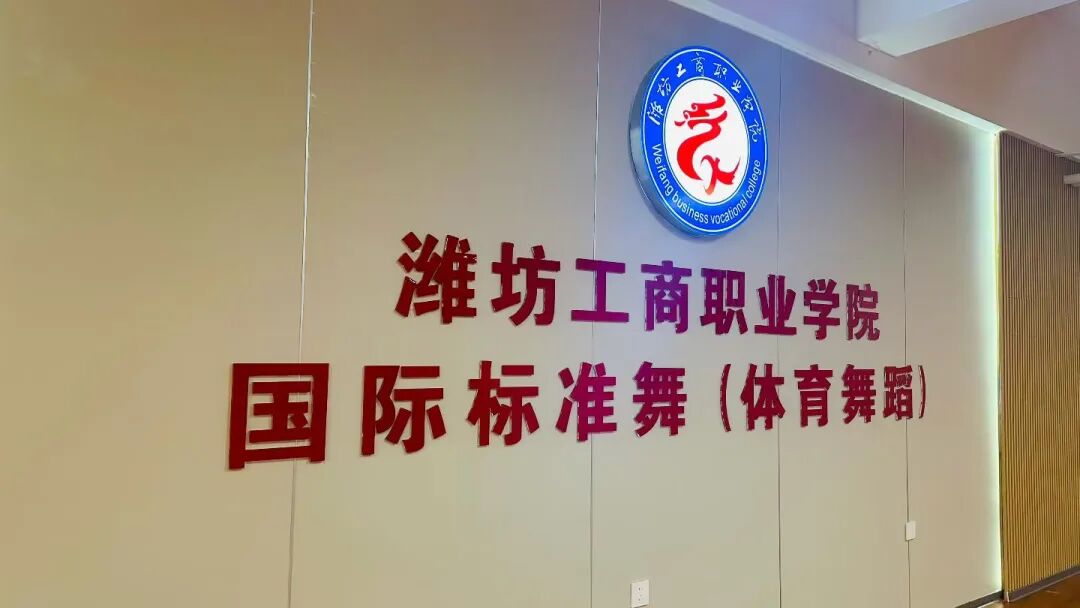 潍坊工商职业学院
Weifang business vocational college
潍坊工商职业学院
国际标准舞（体育舞蹈）